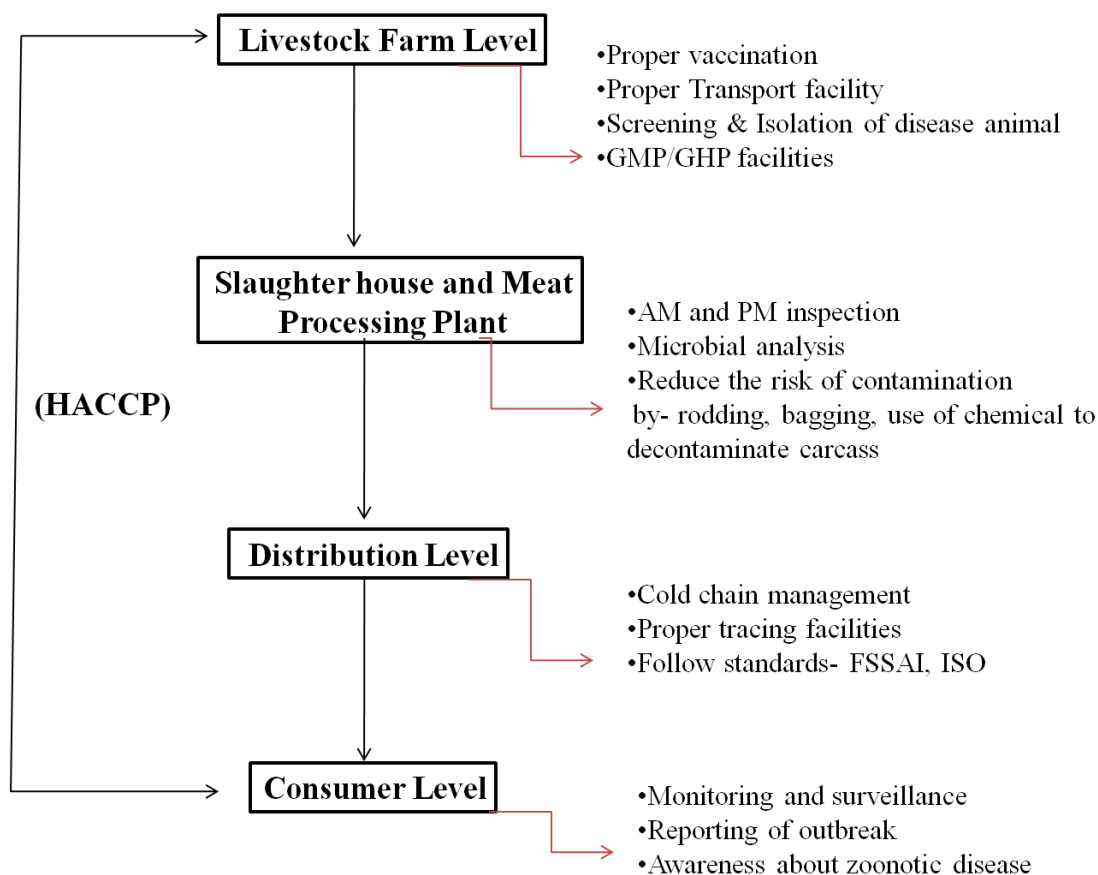 Livestock Farm Level
•Proper vaccination
•Proper Transport facility
•Screening & Isolation of disease animal
•GMP/GHP facilities
Slaughter house and Meat
Processing Plant
•AM and PM inspection
•Microbial analysis
•Reduce the risk of contamination
by- rodding, bagging, use of chemical to
decontaminate carcass
(HACCP)
Distribution Level
•Cold chain management
•Proper tracing facilities
•Follow standards- FSSAI, ISO
Consumer Level
•Monitoring and surveillance
•Reporting of outbreak
•Awareness about zoonotic disease